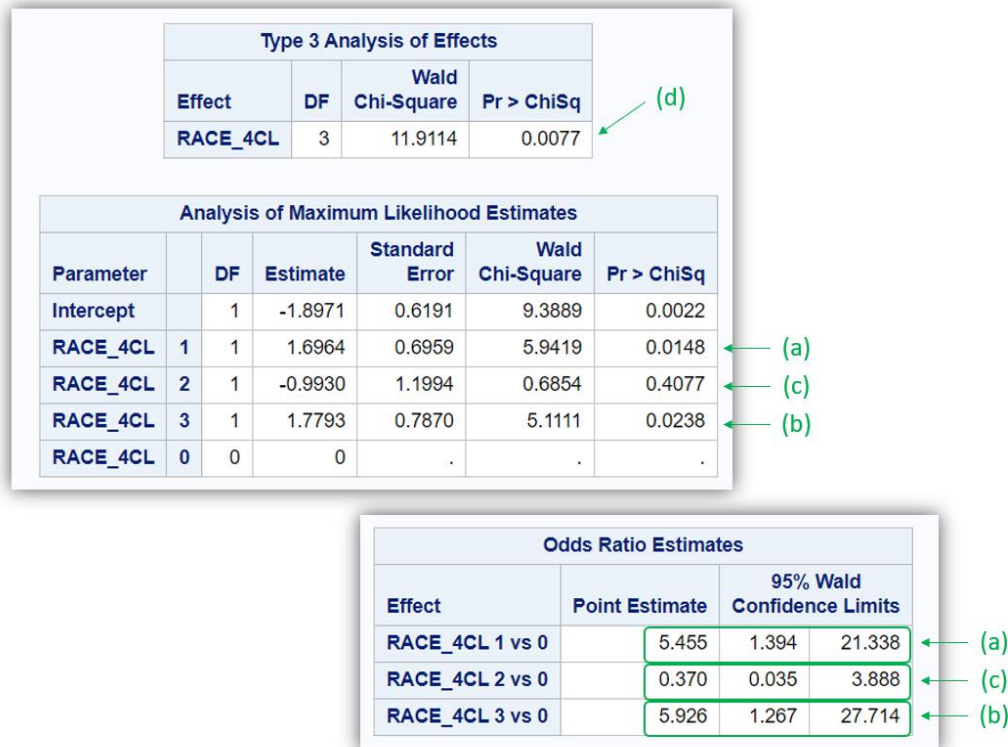 Type 3 Analysis of Effects
Effect DF Wald Chi-Square Pr > ChiSq
RACE_4CL 3 11.9114 0.0077 (d)
Analysis of Maximum Likelihood Estimates
Parameter DF Estimate Standard Error Wald Chi-Square Pr > ChiSq
Intercept 1 -1.8971 0.6191 9.3889 0.0022
RACE_4CL 1 1 1.6964 0.6959 5.9419 0.0148 (a)
RACE_4CL 2 1 -0.9930 1.1994 0.6854 0.4077 (c)
RACE_4CL 3 1 1.7793 0.7870 5.1111 0.0238 (b)
RACE_4CL 0 0 0 . . .
Odds Ratio Estimates
Effect Point Estimate 95% Wald Confidence Limits
RACE_4CL 1 vs 0 5.455 1.394 21.338 (a)
RACE_4CL 2 vs 0 0.370 0.035 3.888 (c)
RACE_4CL 3 vs 0 5.926 1.267 27.714 (b)